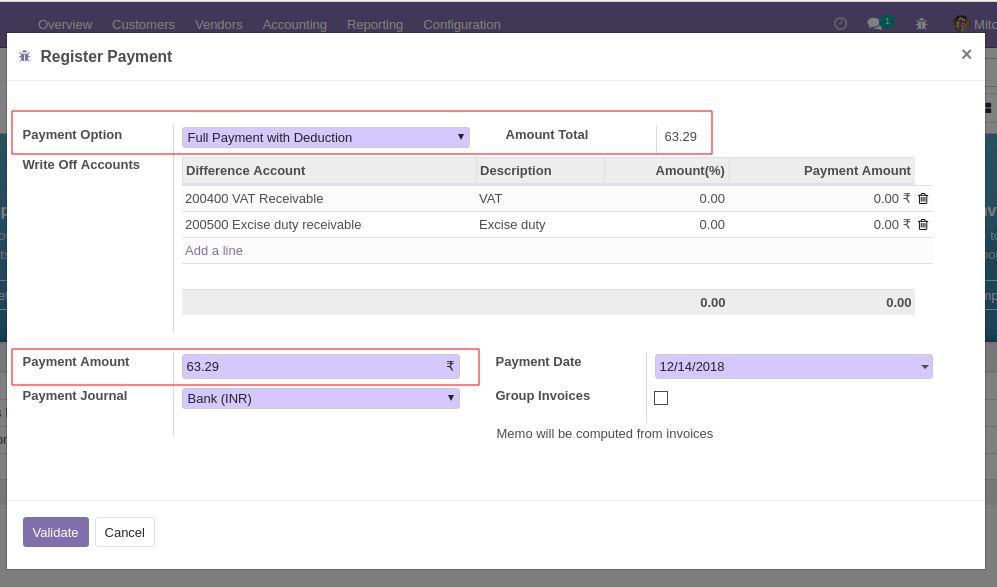 Overview Customers Vendors Accounting Reporting Configuration 1
Register Payment ×
Payment Option Full Payment with Deduction Amount Total 63.29
Write Off Accounts
Difference Account Description Amount(%) Payment Amount
200400 VAT Receivable VAT 0.00 0.00 ₹
200500 Excise duty receivable Excise duty 0.00 0.00 ₹
Add a line
0.00 0.00
Payment Amount 63.29 ₹ Payment Date 12/14/2018
Payment Journal Bank (INR) Group Invoices
Memo will be computed from invoices
Validate Cancel